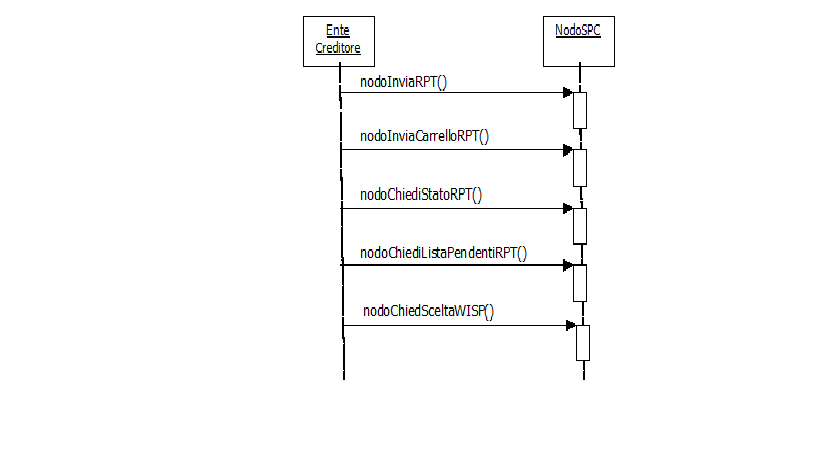 Ente
Creditore
NodoSPC
nodoInviaRPT()
nodoInviaCarrelloRPT()
nodoChiediStatoRPT()
nodoChiediListaPendentiRPT()
nodoChiedSceltaWISP()